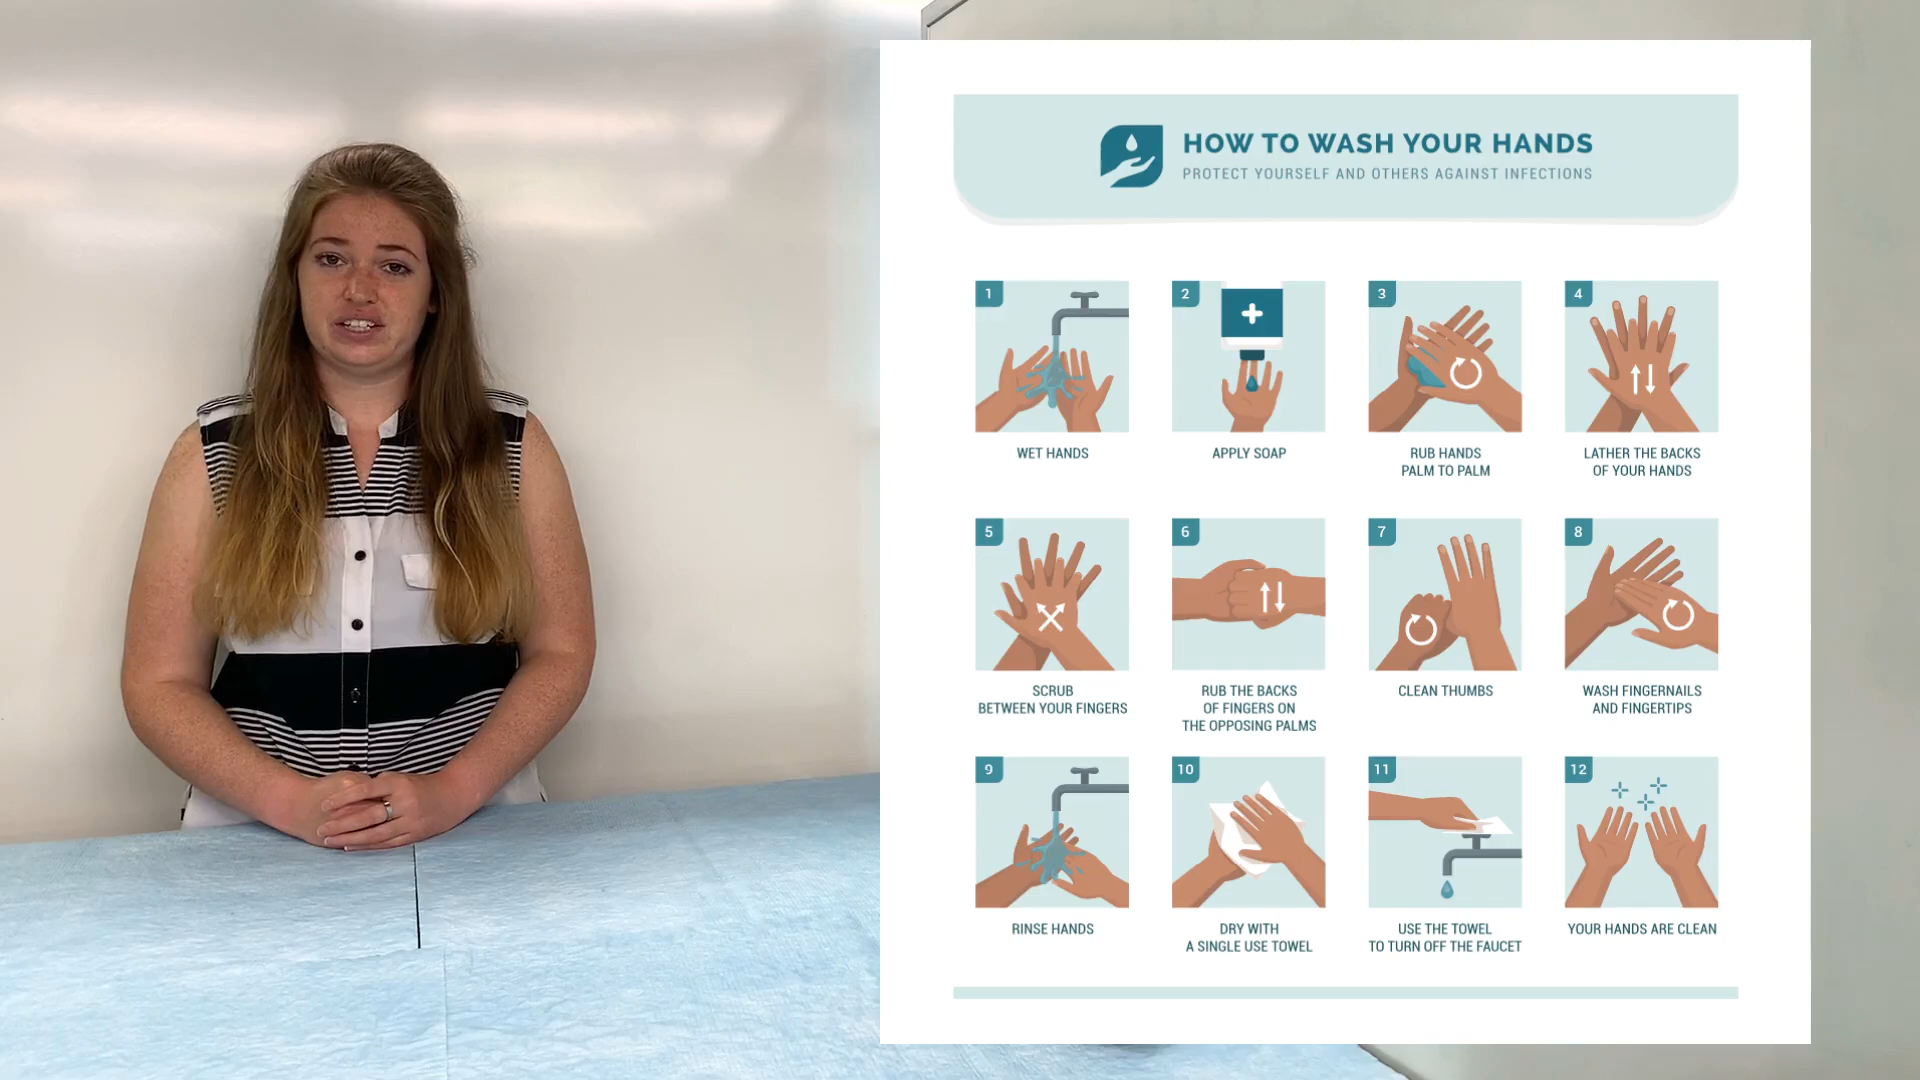 HOW TO WASH YOUR HANDS
PROTECT YOURSELF AND OTHERS AGAINST INFECTIONS
1
WET HANDS
2
APPLY SOAP
3
RUB HANDS
PALM TO PALM
4
LATHER THE BACKS
OF YOUR HANDS
5
SCRUB
BETWEEN YOUR FINGERS
6
RUB THE BACKS
OF FINGERS ON
THE OPPOSING PALMS
7
CLEAN THUMBS
8
WASH FINGERNAILS
AND FINGERTIPS
9
RINSE HANDS
10
DRY WITH
A SINGLE USE TOWEL
11
USE THE TOWEL
TO TURN OFF THE FAUCET
12
YOUR HANDS ARE CLEAN